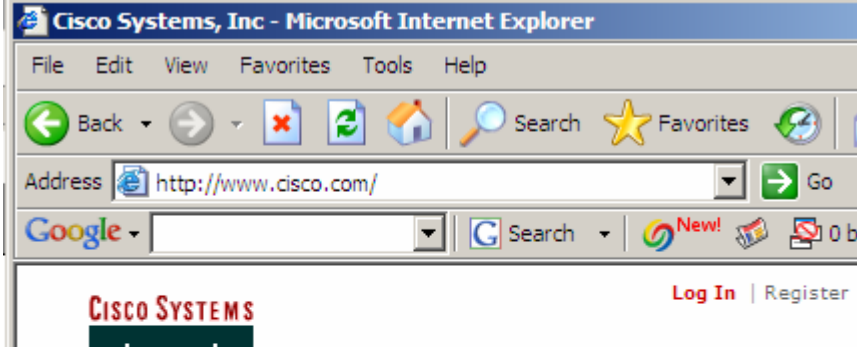 Cisco Systems, Inc - Microsoft Internet Explorer
File Edit View Favorites Tools Help
Back Search Favorites
Address http://www.cisco.com/ Go
Google G Search New! 0 b
Log In | Register
CISCO SYSTEMS